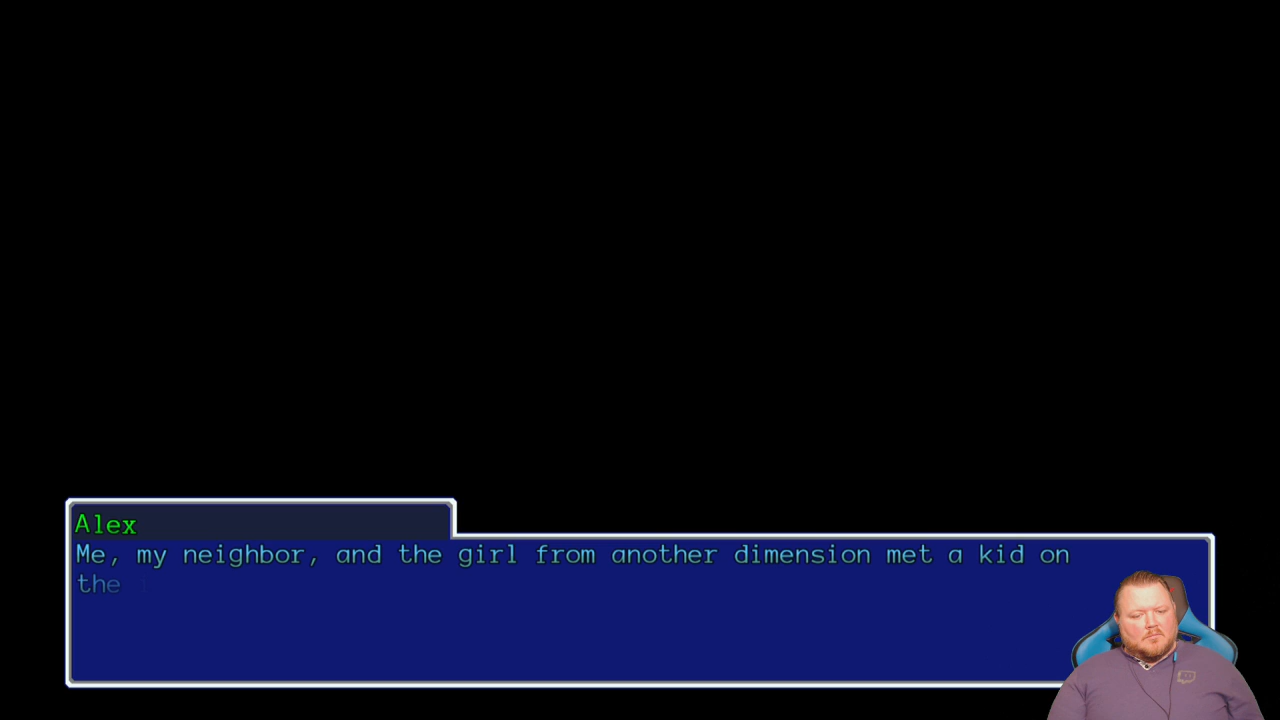 Alex
Me, my neighbor, and the girl from another dimension met a kid on
the